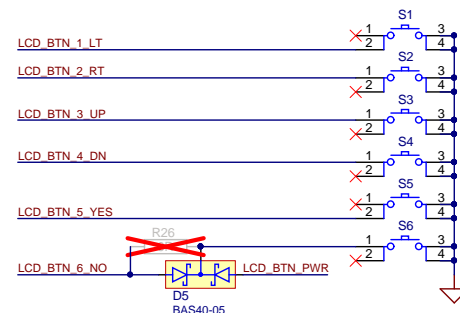 S1
1 3
LCD_BTN_1_LT 2 4
S2
LCD_BTN_2_RT 1 3
2 4
S3
LCD_BTN_3_UP 1 3
2 4
S4
LCD_BTN_4_DN 1 3
2 4
S5
1 3
LCD_BTN_5_YES 2 4
R26 S6
1 3
LCD_BTN_6_NO LCD_BTN_PWR 2 4
D5
BAS40-05